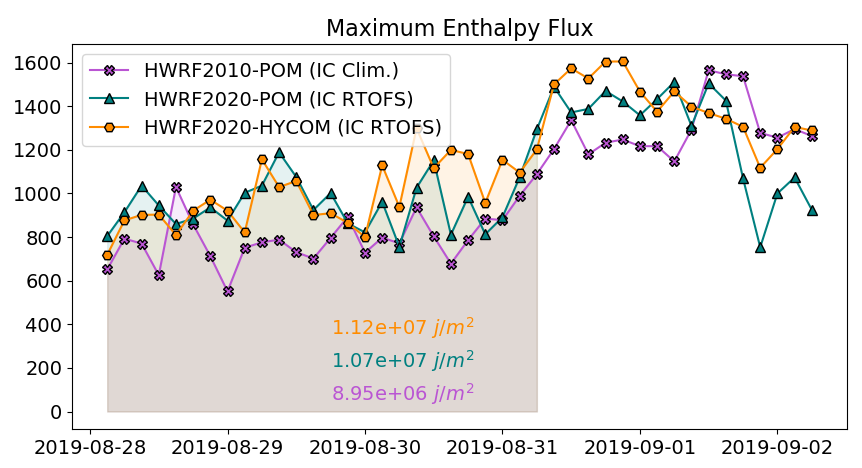 Maximum Enthalpy Flux
HWRF2010-POM (IC Clim.)
HWRF2020-POM (IC RTOFS)
HWRF2020-HYCOM (IC RTOFS)
1600
1400
1200
1000
800
600
400
200
0
1.12e+07 j/m²
1.07e+07 j/m²
8.95e+06 j/m²
2019-08-28 2019-08-29 2019-08-30 2019-08-31 2019-09-01 2019-09-02